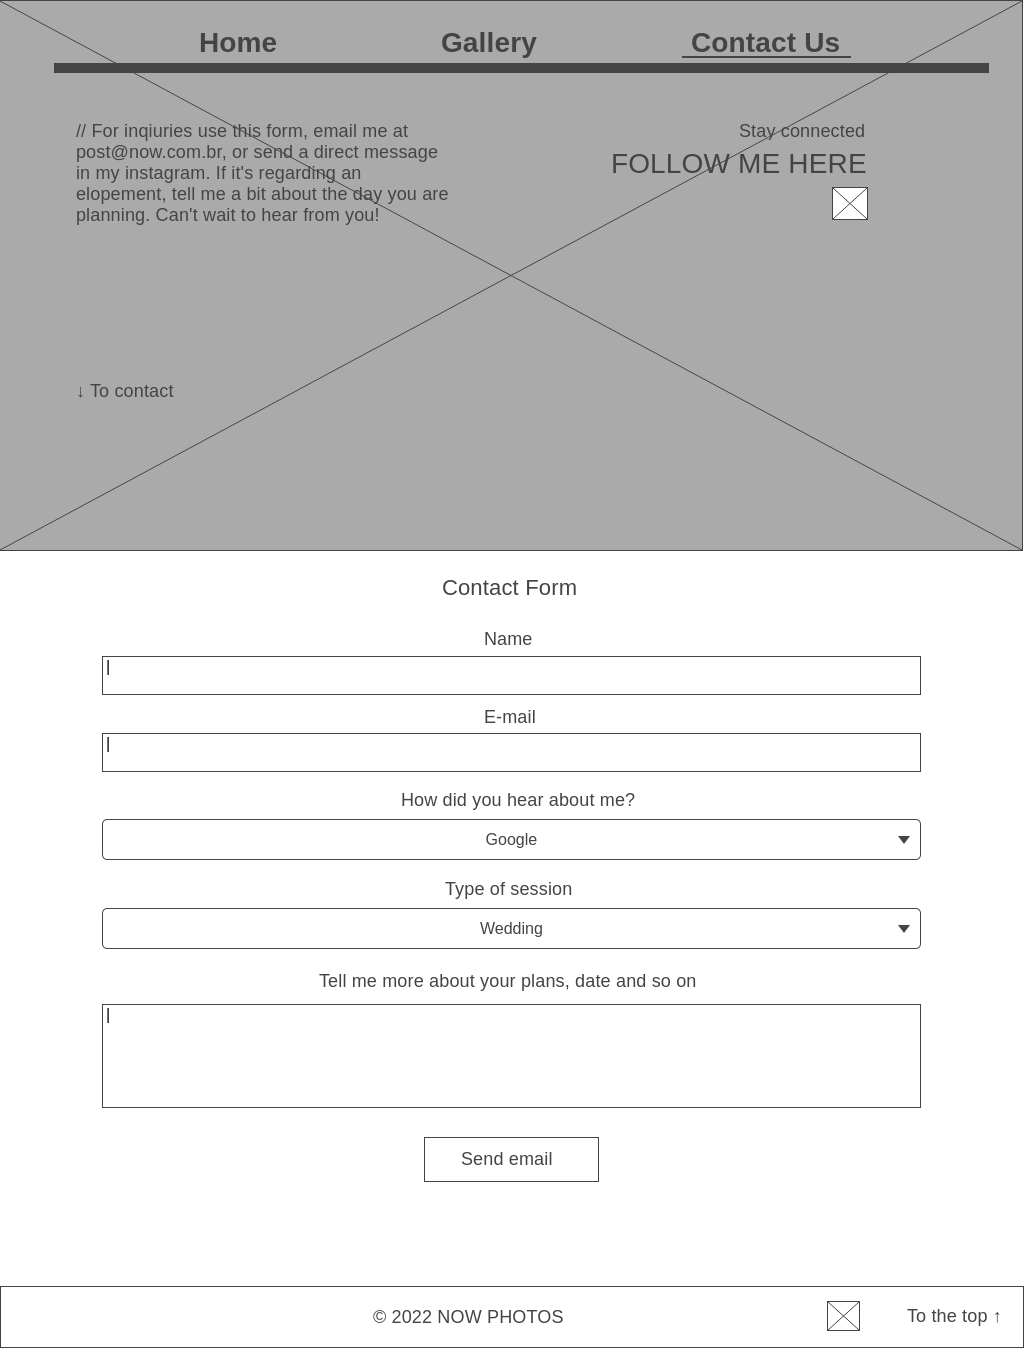 Home Gallery Contact Us
// For inqiuries use this form, email me at
post@now.com.br, or send a direct message
in my instagram. If it's regarding an
elopement, tell me a bit about the day you are
planning. Can't wait to hear from you!
Stay connected
FOLLOW ME HERE
↓ To contact
Contact Form
Name
E-mail
How did you hear about me?
Google
Type of session
Wedding
Tell me more about your plans, date and so on
Send email
© 2022 NOW PHOTOS
To the top ↑